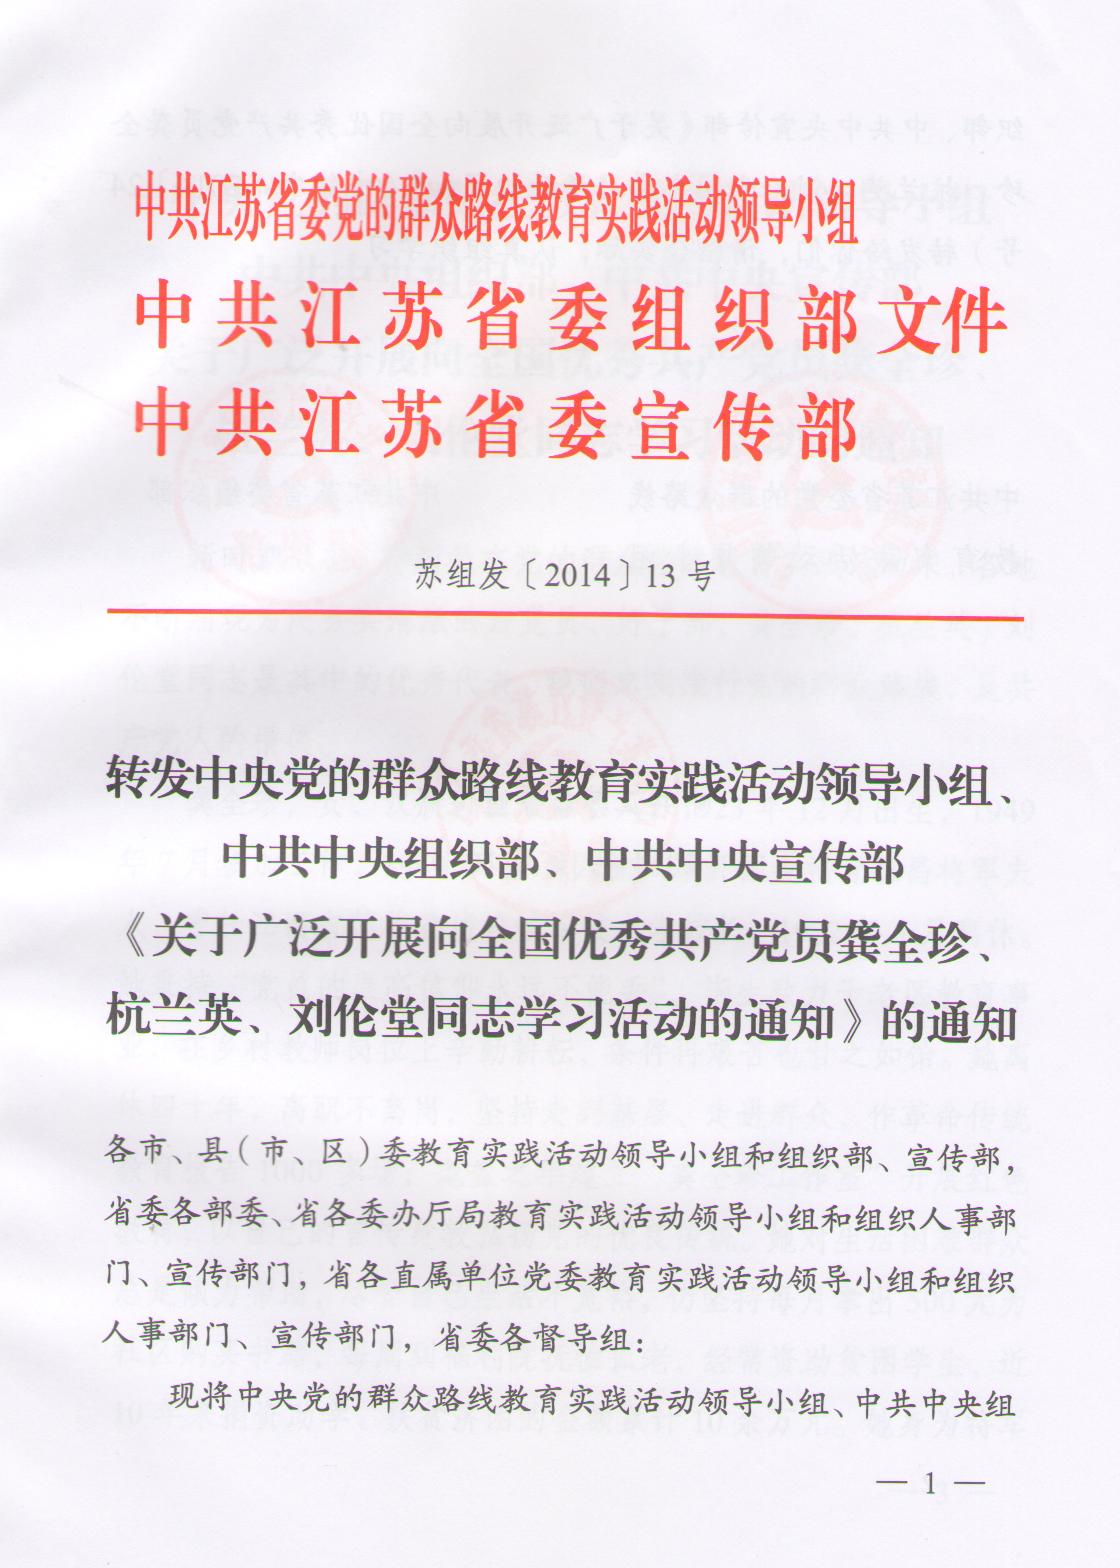 中共江苏省委党的群众路线教育实践活动领导小组
中共江苏省委组织部文件
中共江苏省委宣传部
苏组发〔2014〕13号
转发中央党的群众路线教育实践活动领导小组、
中共中央组织部、中共中央宣传部
《关于广泛开展向全国优秀共产党员龚全珍、
杭兰英、刘伦堂同志学习活动的通知》的通知
各市、县(市、区)委教育实践活动领导小组和组织部、宣传部，
省委各部委、省各委办厅局教育实践活动领导小组和组织人事部
门、宣传部门，省各直属单位党委教育实践活动领导小组和组织
人事部门、宣传部门，省委各督导组：
现将中央党的群众路线教育实践活动领导小组、中共中央组
— 1 —